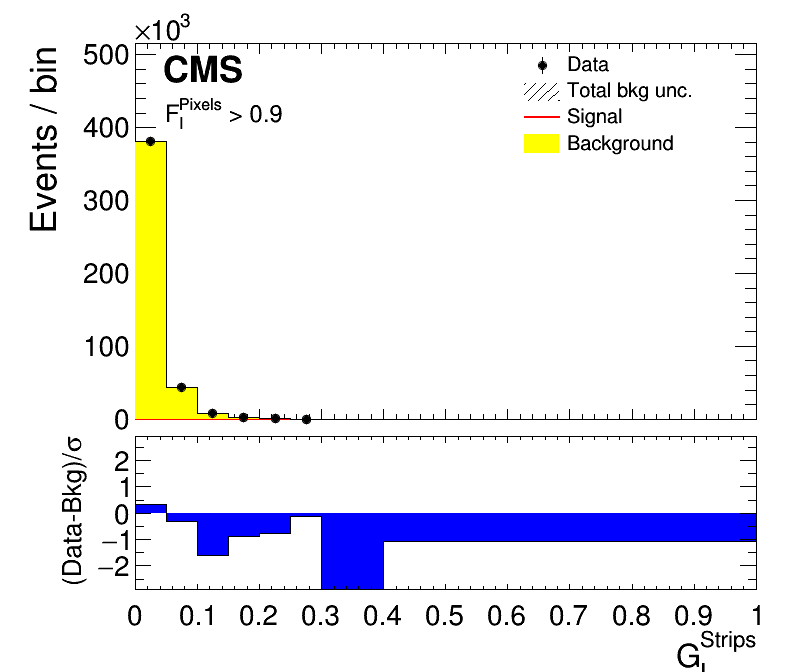 ×10³
500
400
300
200
100
0
Events / bin
CMS
F_I^Pixels > 0.9
Data
Total bkg unc.
Signal
Background
2
1
0
−1
−2
(Data-Bkg)/σ
0 0.1 0.2 0.3 0.4 0.5 0.6 0.7 0.8 0.9 1
G_I^Strips